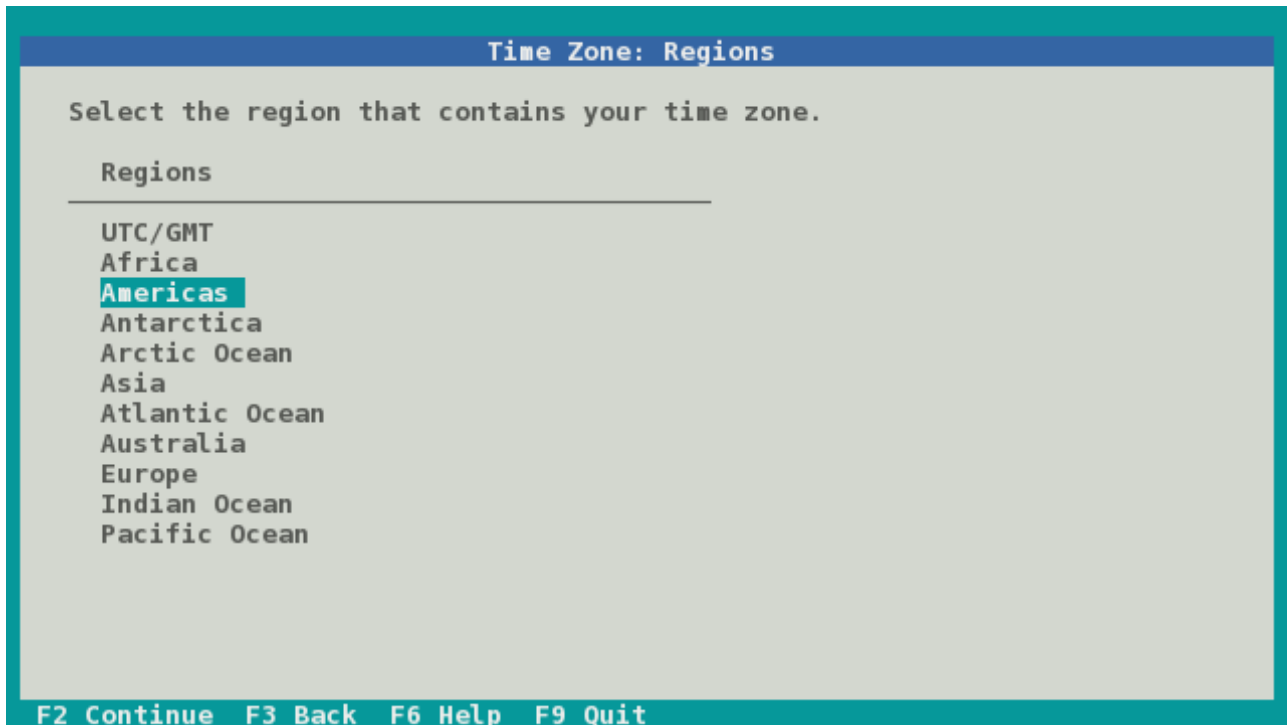 Time Zone: Regions
Select the region that contains your time zone.
Regions
UTC/GMT
Africa
Americas
Antarctica
Arctic Ocean
Asia
Atlantic Ocean
Australia
Europe
Indian Ocean
Pacific Ocean
F2 Continue F3 Back F6 Help F9 Quit